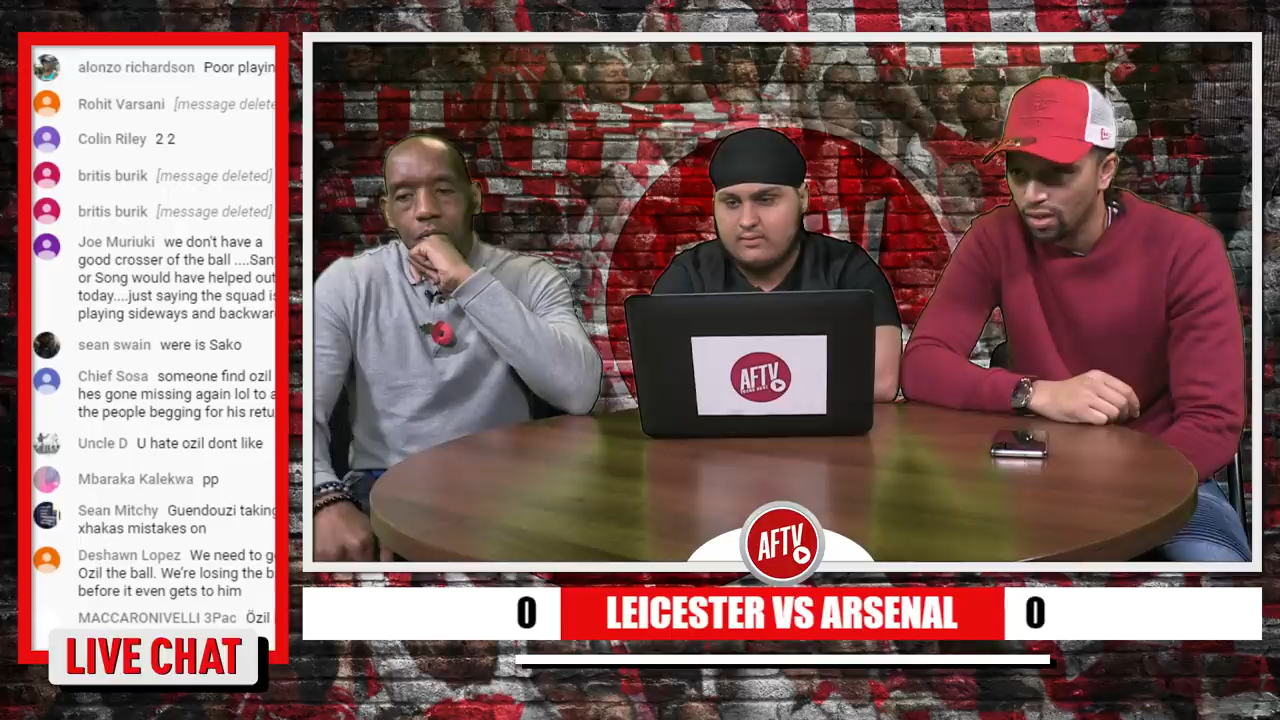 alonzo richardson Poor playin
Rohit Varsani [message delete
Colin Riley 2 2
britis burik [message deleted]
britis burik [message deleted]
Joe Muriuki we don't have a
good crosser of the ball ....San
or Song would have helped out
today....just saying the squad is
playing sideways and backwar
sean swain were is Sako
Chief Sosa someone find ozil
hes gone missing again lol to a
the people begging for his retu
Uncle D U hate ozil dont like
Mbaraka Kalekwa pp
Sean Mitchy Guendouzi taking
xhakas mistakes on
Deshawn Lopez We need to g
Ozil the ball. We're losing the b
before it even gets to him
MACCARONIVELLI 3Pac Özil
LIVE CHAT
AFTV
AFTV
0 LEICESTER VS ARSENAL 0